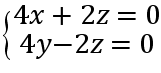 4x + 2z = 0
4y−2z = 0